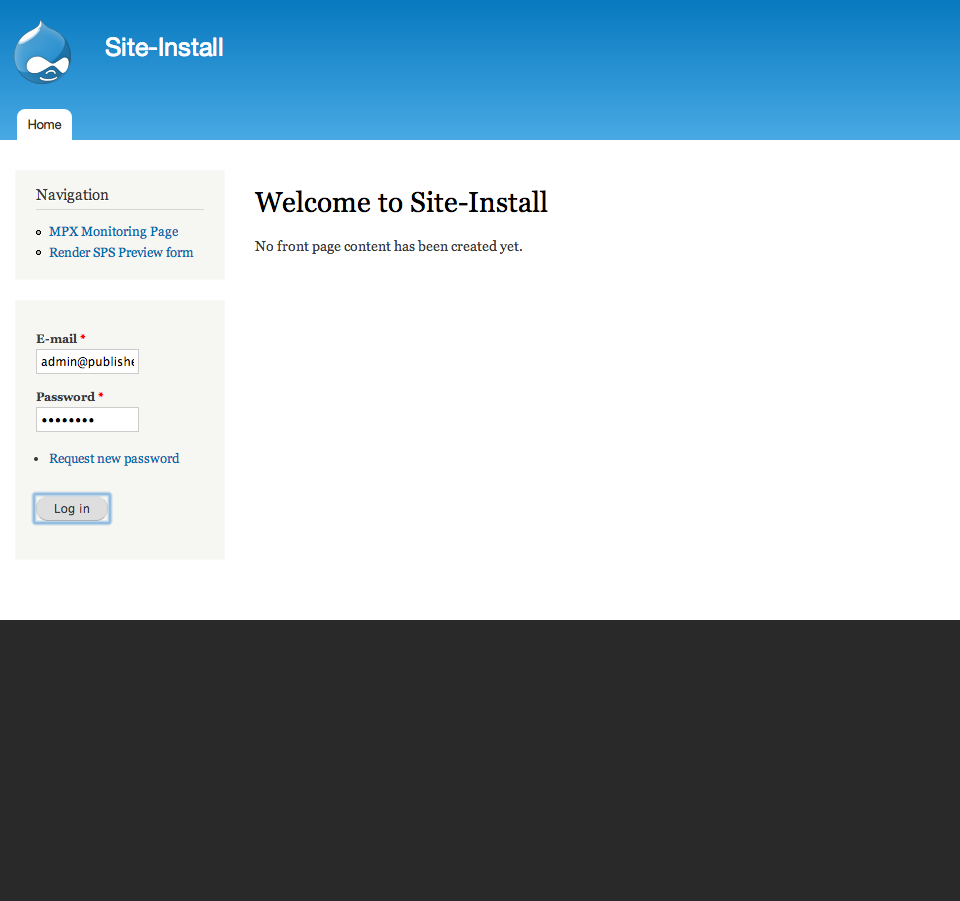 Site-Install
Home
Navigation
MPX Monitoring Page
Render SPS Preview form
Welcome to Site-Install
No front page content has been created yet.
E-mail *
admin@publishe
Password *
••••••••
Request new password
Log in